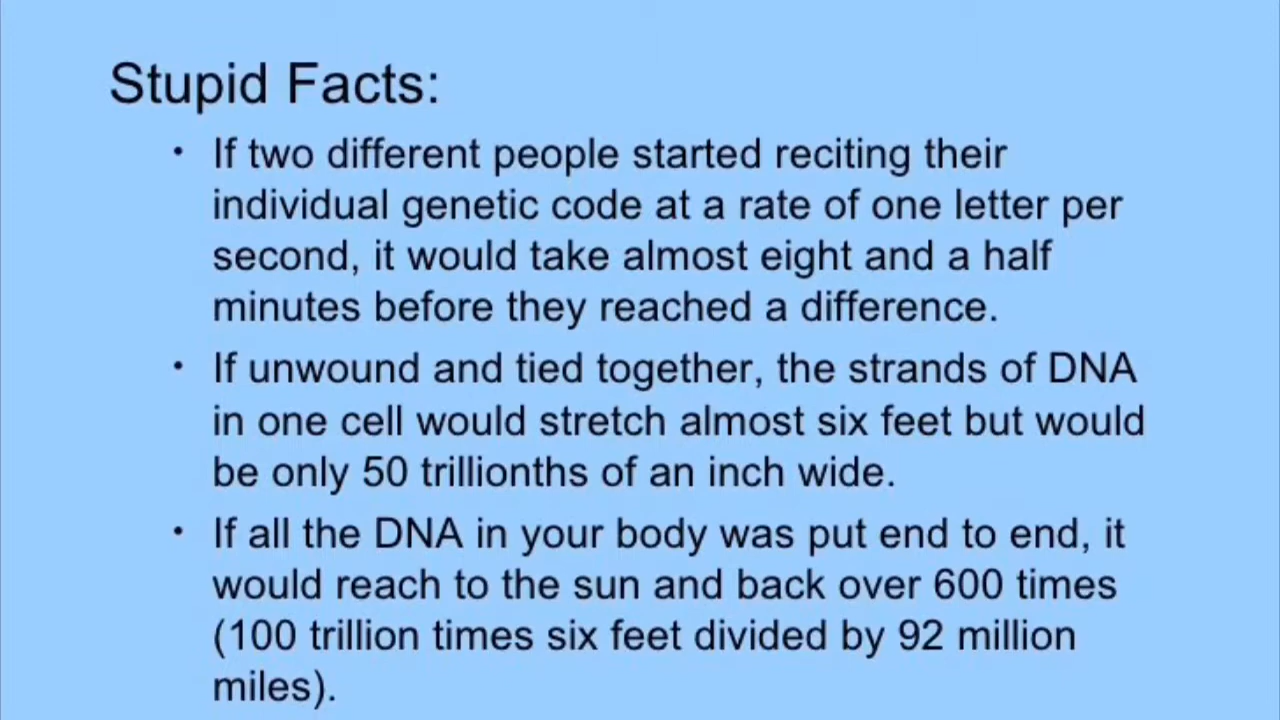 Stupid Facts:
• If two different people started reciting their
individual genetic code at a rate of one letter per
second, it would take almost eight and a half
minutes before they reached a difference.
• If unwound and tied together, the strands of DNA
in one cell would stretch almost six feet but would
be only 50 trillionths of an inch wide.
• If all the DNA in your body was put end to end, it
would reach to the sun and back over 600 times
(100 trillion times six feet divided by 92 million
miles).